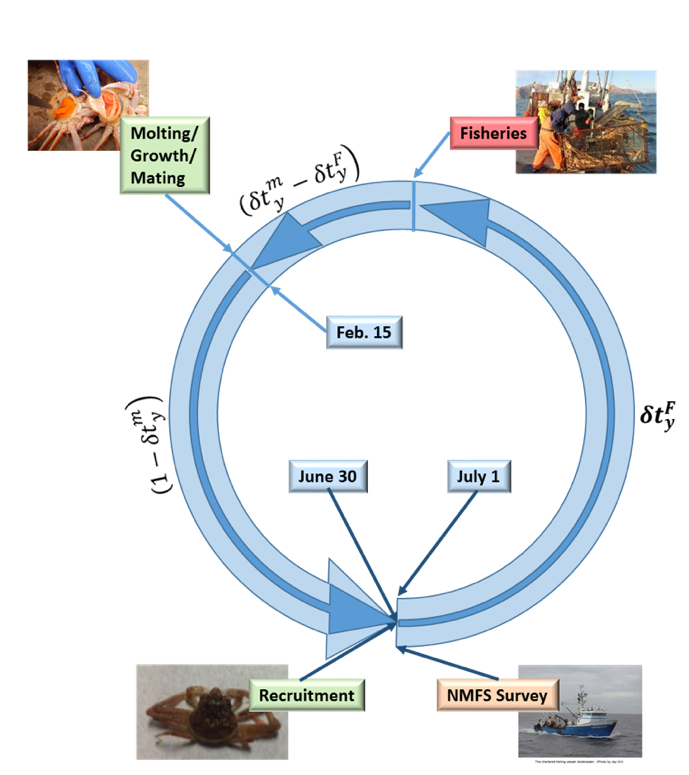 Molting/
Growth/
Mating
Fisheries
(δt_y^m − δt_y^F)
Feb. 15
(1 − δt_y^m)
δt_y^F
June 30
July 1
Recruitment
NMFS Survey